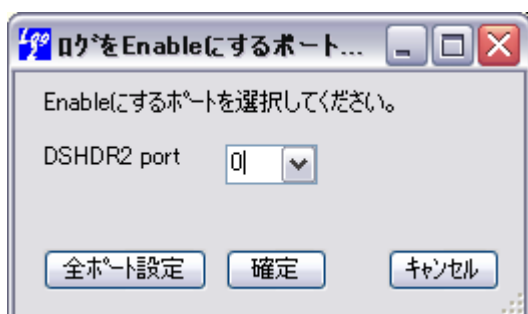 Log
ﾛｸﾞをEnableにするポート...
Enableにするﾎﾟｰﾄを選択してください。
DSHDR2 port 0
全ﾎﾟｰﾄ設定 確定 ｷｬﾝｾﾙ